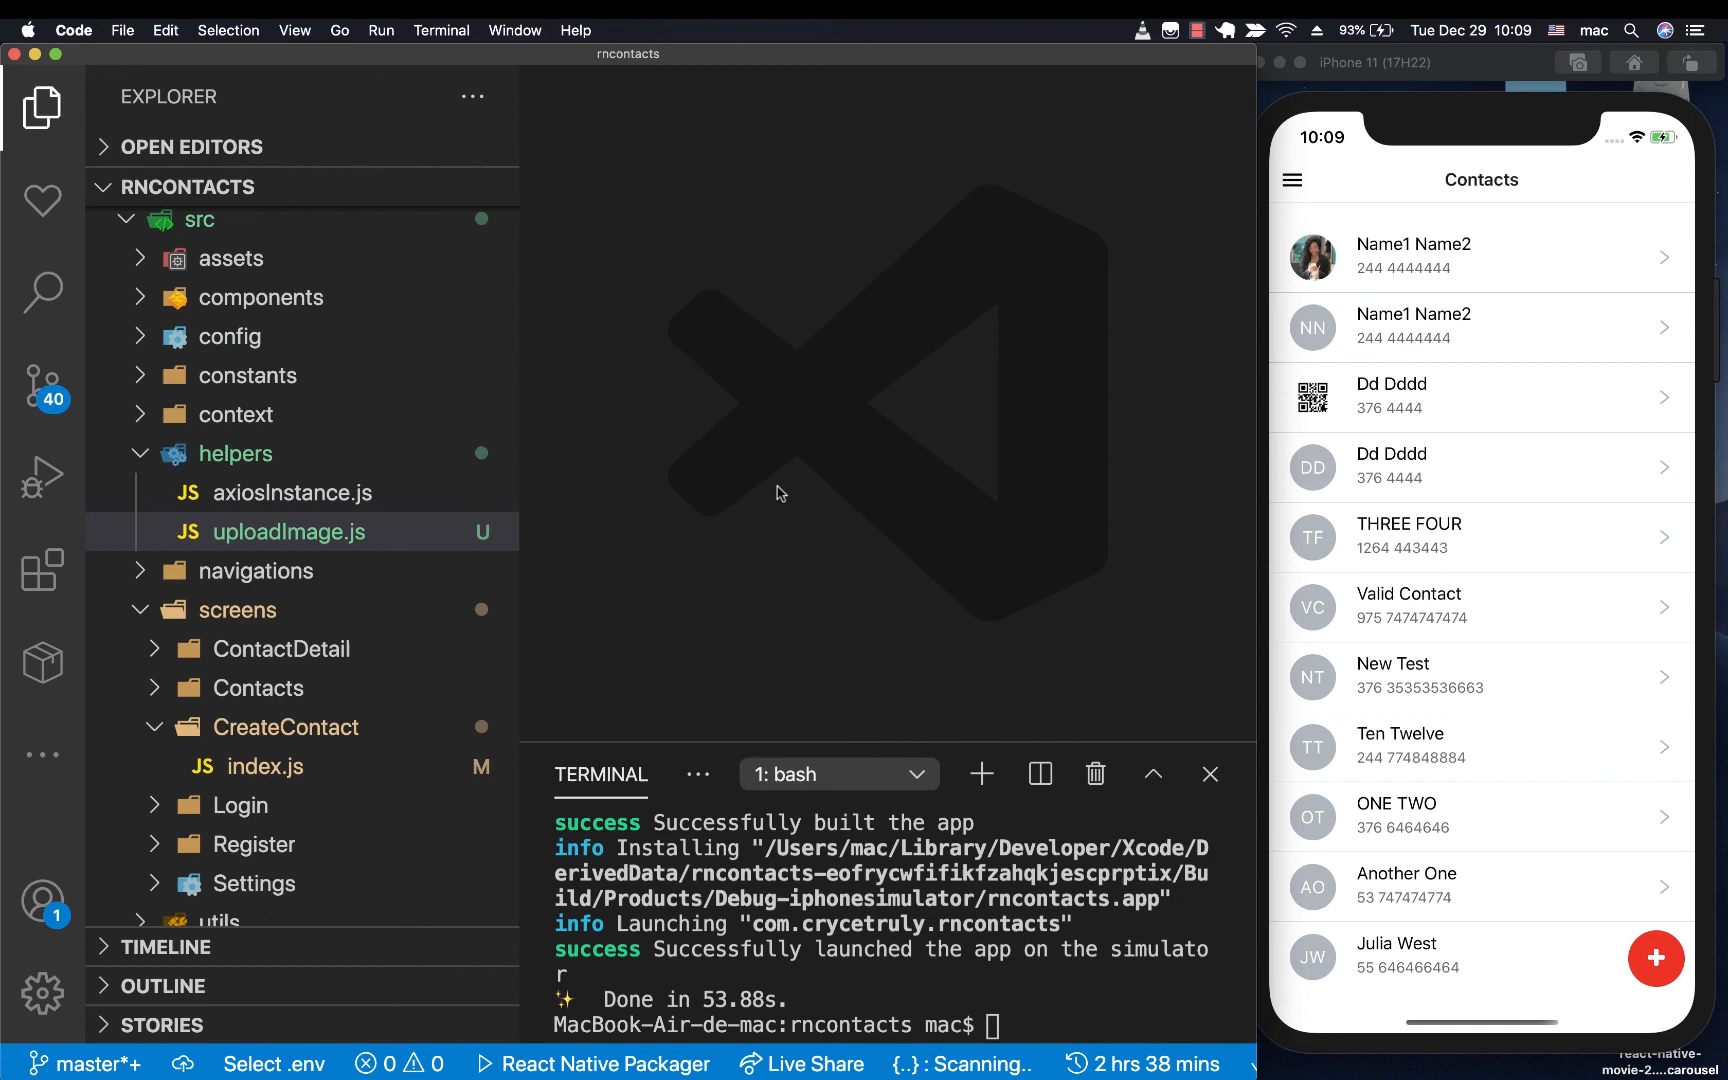 Code File Edit Selection View Go Run Terminal Window Help 93% Tue Dec 29 10:09 mac
rncontacts
iPhone 11 (17H22)
EXPLORER
OPEN EDITORS
RNCONTACTS
src
assets
components
config
constants
context
helpers
JS axiosInstance.js
JS uploadImage.js U
navigations
screens
ContactDetail
Contacts
CreateContact
JS index.js M
Login
Register
Settings
utils
TIMELINE
OUTLINE
STORIES
40
1
TERMINAL 1: bash
success Successfully built the app
info Installing "/Users/mac/Library/Developer/Xcode/D
erivedData/rncontacts-eofrycwfifikfzahqkjescprptix/Bu
ild/Products/Debug-iphonesimulator/rncontacts.app"
info Launching "com.crycetruly.rncontacts"
success Successfully launched the app on the simulato
r
✨ Done in 53.88s.
MacBook-Air-de-mac:rncontacts mac$
master*+ Select .env 0 0 React Native Packager Live Share {..} : Scanning.. 2 hrs 38 mins
10:09
Contacts
Name1 Name2
244 4444444
NN Name1 Name2
244 4444444
Dd Dddd
376 4444
DD Dd Dddd
376 4444
TF THREE FOUR
1264 443443
VC Valid Contact
975 7474747474
NT New Test
376 35353536663
TT Ten Twelve
244 774848884
OT ONE TWO
376 6464646
AO Another One
53 747474774
JW Julia West
55 646466464
+
react-native-
movie-2....carousel